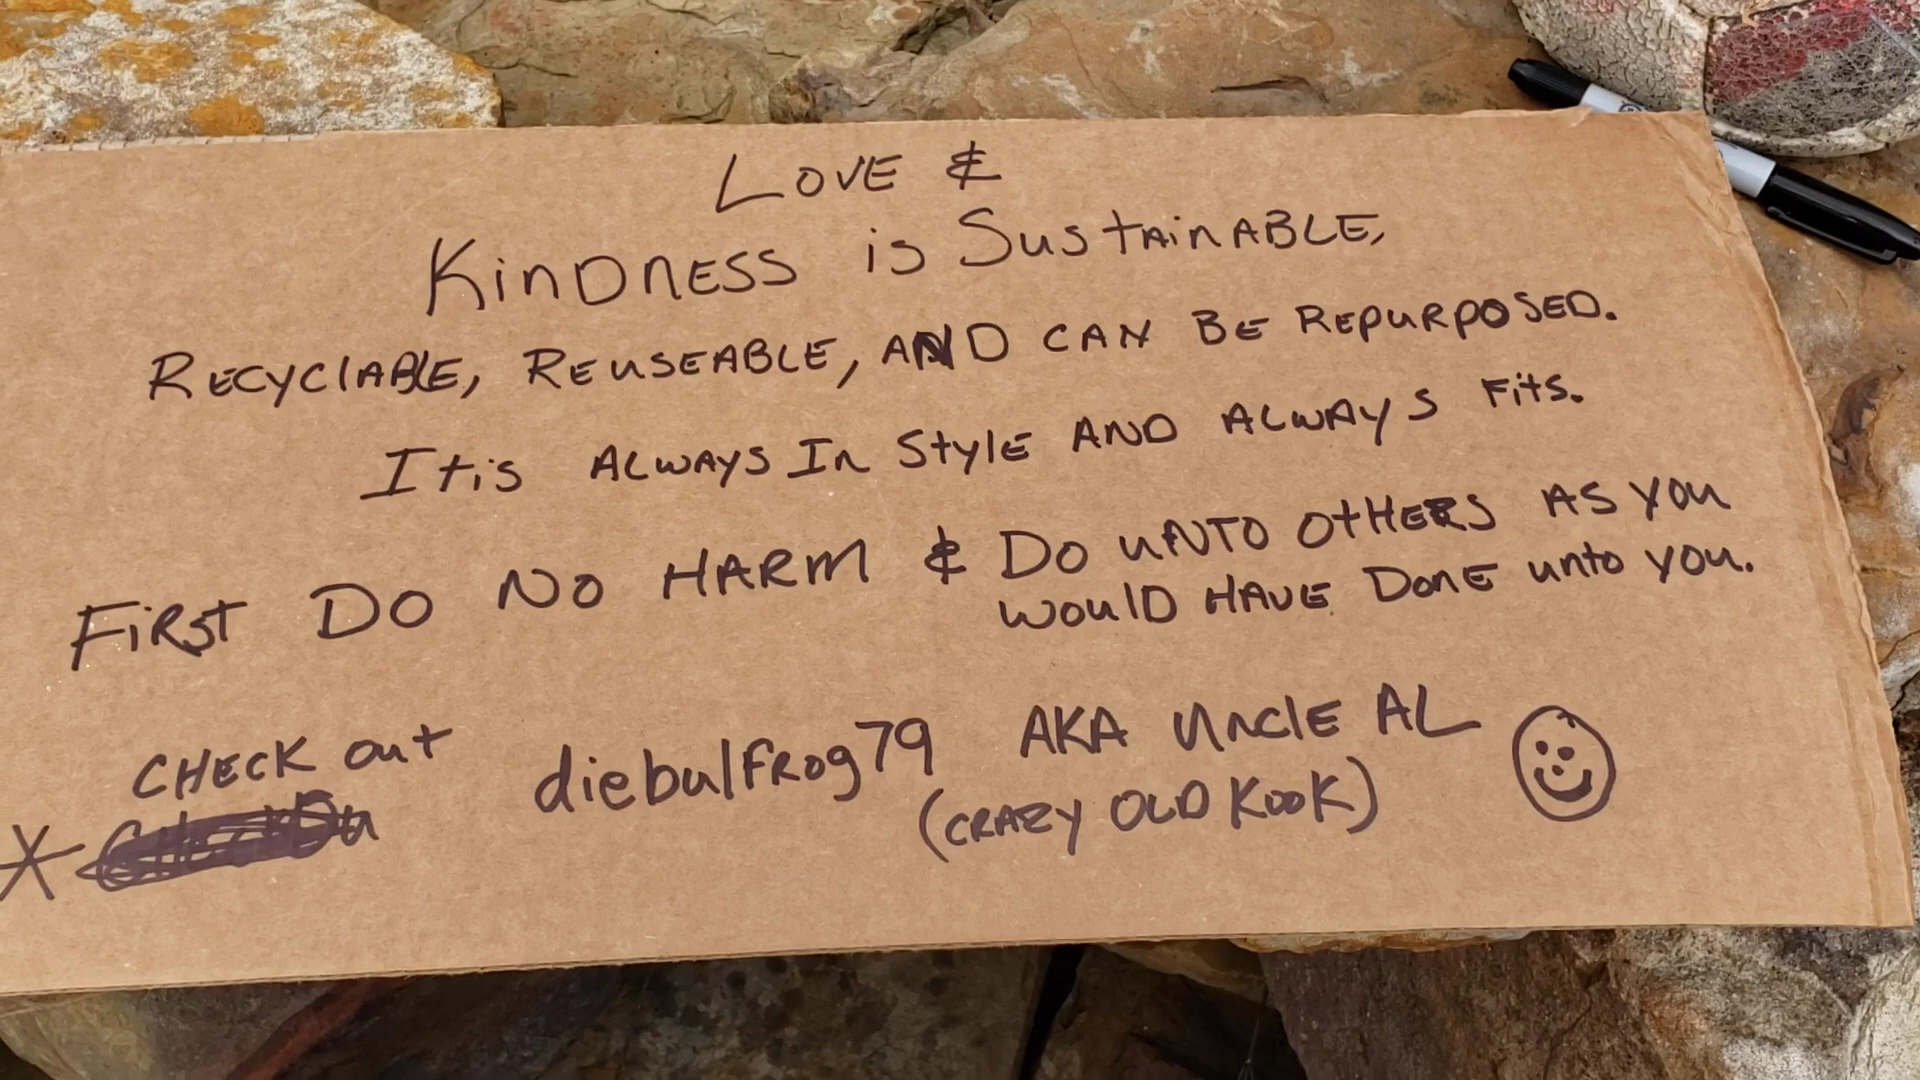 LOVE &
KinDNESS is SustAinABLE,
RECYclABLE, REUSEABLE, AND CAN BE REPURPOSED.
It is ALWAYS In StylE AND ALWAYS Fits.
FiRST DO NO HARM & DO UNTO OtHERS AS YOU
WOulD HAVE DonE unto you.
CHECK out diebulfRog79 AKA UNCLE AL
* (CRAZY OLD KooK)